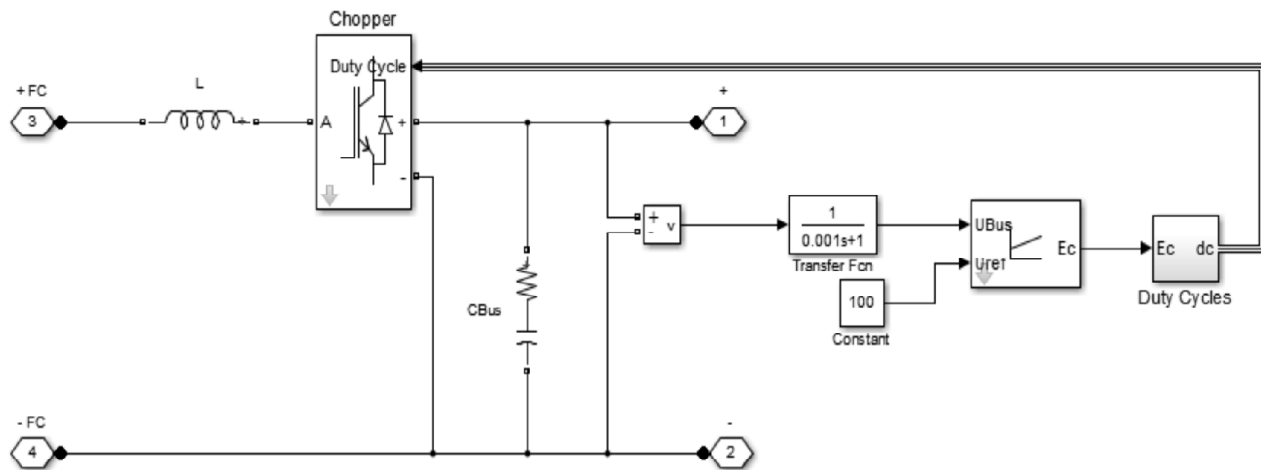 Chopper
Duty Cycle
+ FC
L
+
3
+
A
+
1
-
+
-
v
1
0.001s+1
Transfer Fcn
UBus
Uref
Ec
Ec
dc
Duty Cycles
100
Constant
+
CBus
- FC
-
4
2